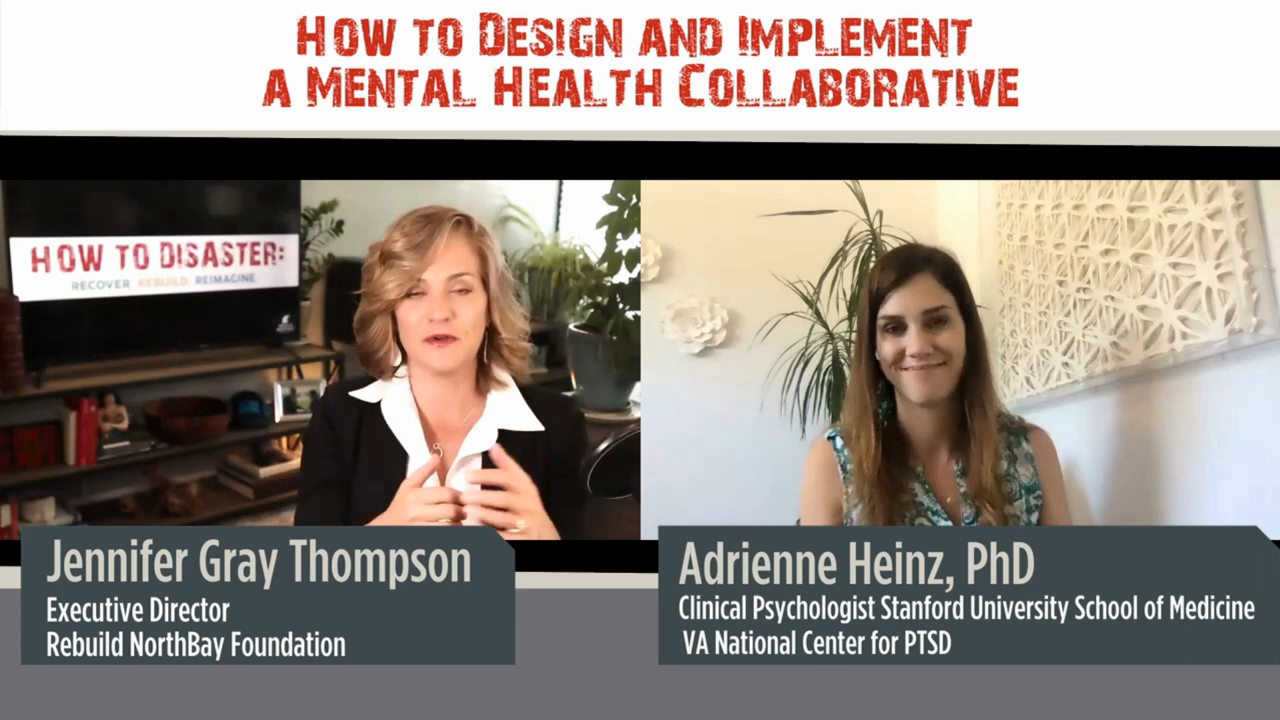 HOW TO DESIGN AND IMPLEMENT
A MENTAL HEALTH COLLABORATIVE
HOW TO DISASTER:
RECOVER. REBUILD. REIMAGINE
Jennifer Gray Thompson
Executive Director
Rebuild NorthBay Foundation
Adrienne Heinz, PhD
Clinical Psychologist Stanford University School of Medicine
VA National Center for PTSD